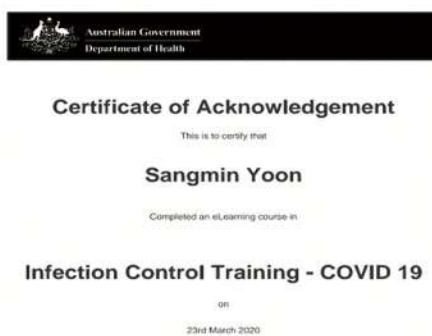 Australian Government
Department of Health
Certificate of Acknowledgement
This is to certify that
Sangmin Yoon
Completed an eLearning course in
Infection Control Training - COVID 19
on
23rd March 2020